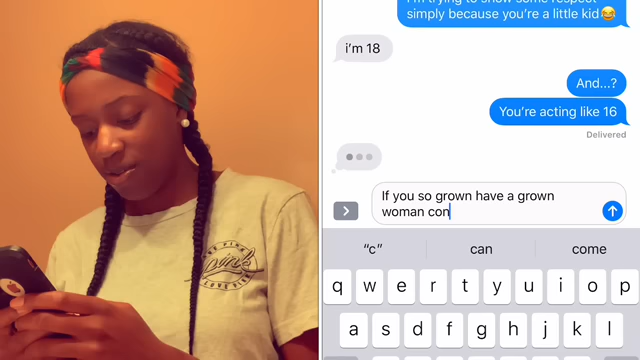 I'm trying to show some respect
simply because you're a little kid😂
i'm 18
And...?
You're acting like 16
Delivered
If you so grown have a grown
woman con
"c"
can
come
q w e r t y u i o p
a s d f g h j k l
PINK